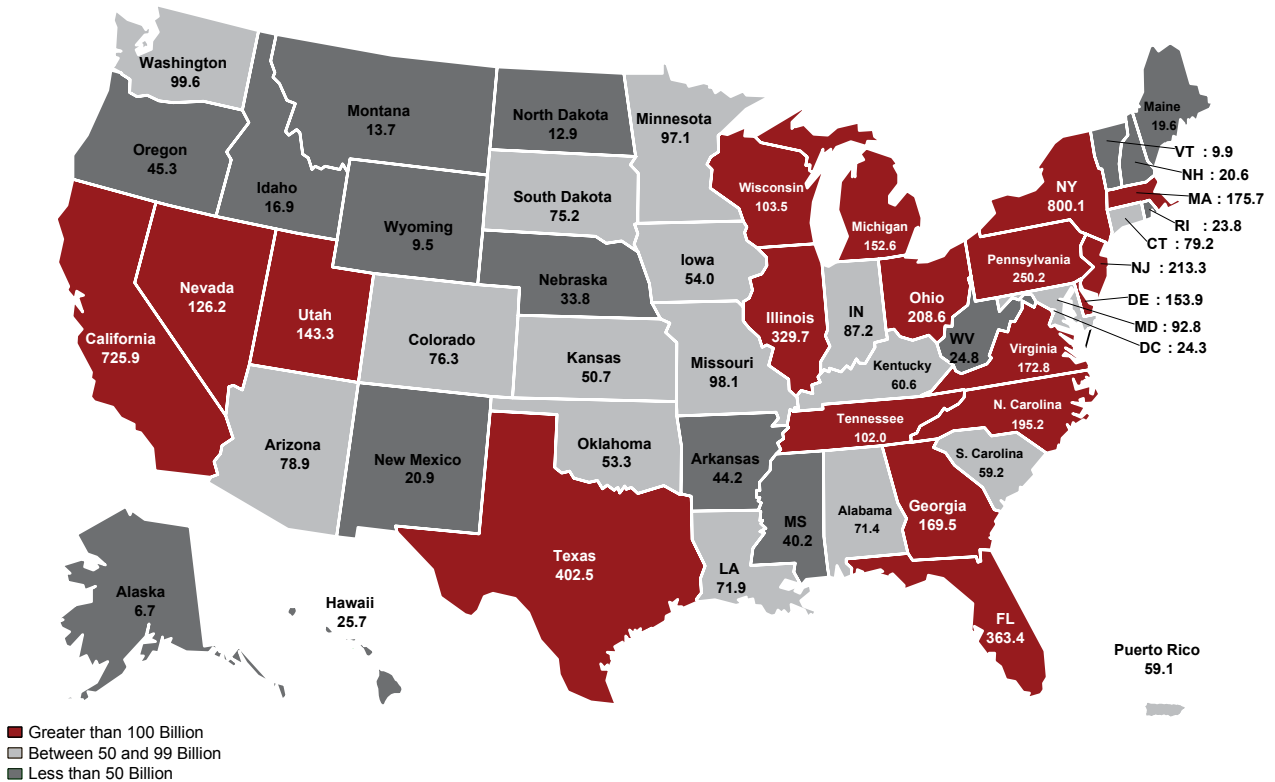 Washington
99.6
Montana
13.7
North Dakota
12.9
Minnesota
97.1
Maine
19.6
Oregon
45.3
Idaho
16.9
Wyoming
9.5
South Dakota
75.2
Wisconsin
103.5
Michigan
152.6
NY
800.1
VT : 9.9
NH : 20.6
MA : 175.7
RI : 23.8
CT : 79.2
NJ : 213.3
DE : 153.9
MD : 92.8
DC : 24.3
Pennsylvania
250.2
Iowa
54.0
Nebraska
33.8
Nevada
126.2
Utah
143.3
California
725.9
Colorado
76.3
Kansas
50.7
Missouri
98.1
Illinois
329.7
IN
87.2
Ohio
208.6
WV
24.8
Virginia
172.8
Kentucky
60.6
Tennessee
102.0
N. Carolina
195.2
S. Carolina
59.2
Arizona
78.9
New Mexico
20.9
Oklahoma
53.3
Arkansas
44.2
MS
40.2
Alabama
71.4
Georgia
169.5
Texas
402.5
LA
71.9
FL
363.4
Alaska
6.7
Hawaii
25.7
Puerto Rico
59.1
Greater than 100 Billion
Between 50 and 99 Billion
Less than 50 Billion